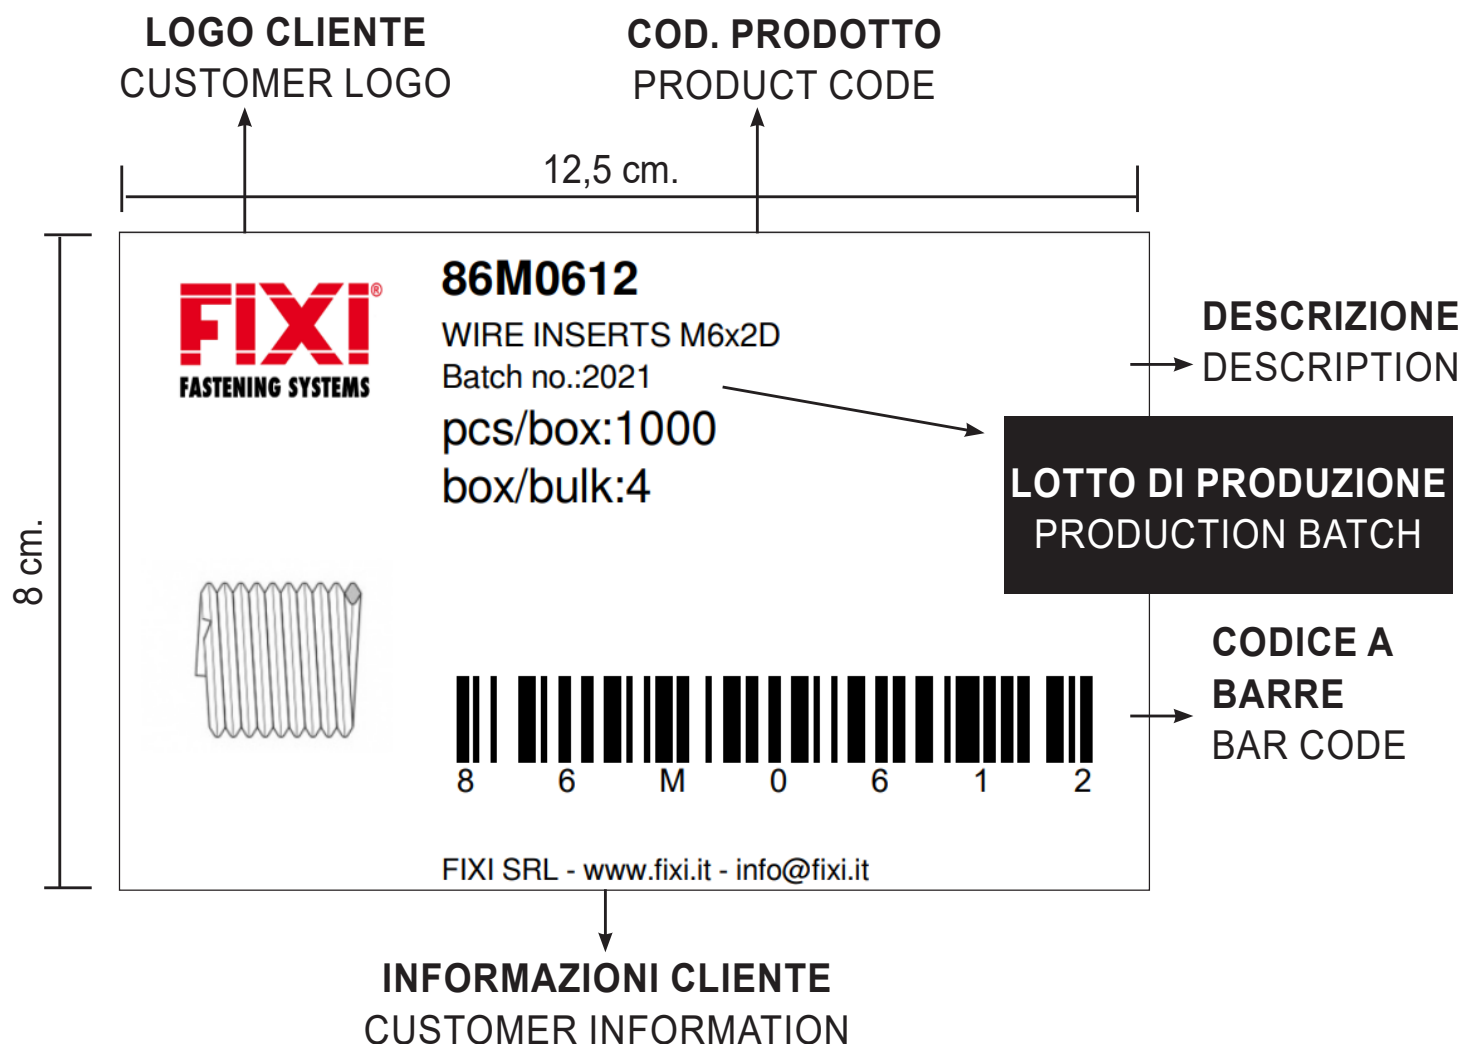 LOGO CLIENTE
CUSTOMER LOGO
COD. PRODOTTO
PRODUCT CODE
12,5 cm.
8 cm.
FIXI®
FASTENING SYSTEMS
86M0612
WIRE INSERTS M6x2D
Batch no.:2021
pcs/box:1000
box/bulk:4
DESCRIZIONE
DESCRIPTION
LOTTO DI PRODUZIONE
PRODUCTION BATCH
CODICE A
BARRE
BAR CODE
8 6 M 0 6 1 2
FIXI SRL - www.fixi.it - info@fixi.it
INFORMAZIONI CLIENTE
CUSTOMER INFORMATION